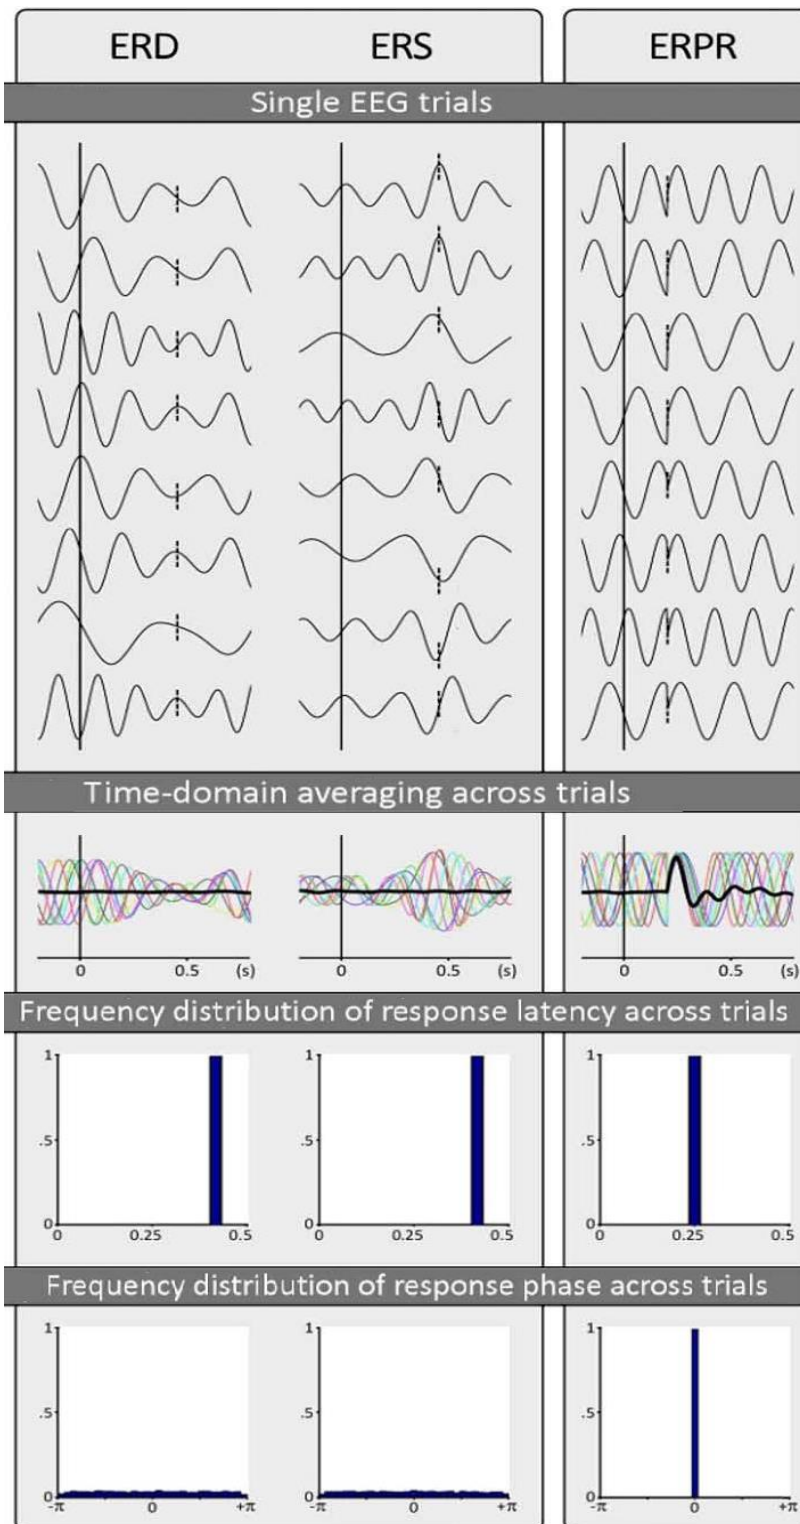 ERD ERS ERPR
Single EEG trials
Time-domain averaging across trials
0 0.5 (s) 0 0.5 (s) 0 0.5 (s)
Frequency distribution of response latency across trials
1 1 1
.5 .5 .5
0 0 0
0 0.25 0.5 0 0.25 0.5 0 0.25 0.5
Frequency distribution of response phase across trials
1 1 1
.5 .5 .5
0 0 0
-π 0 +π -π 0 +π -π 0 +π